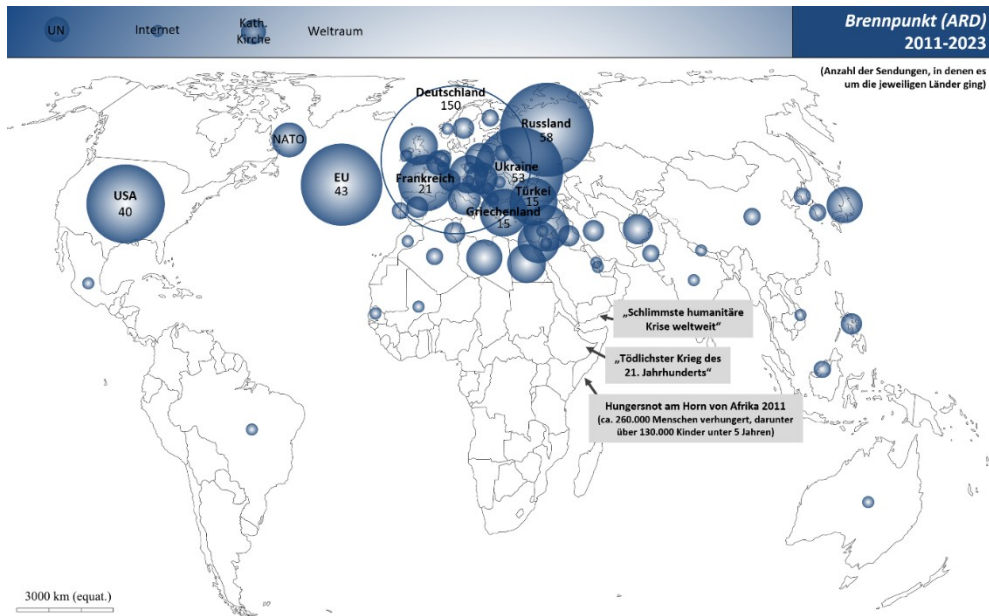 UN
Internet
Kath.
Kirche
Weltraum
Brennpunkt (ARD)
2011-2023
(Anzahl der Sendungen, in denen es
um die jeweiligen Länder ging)
Deutschland
150
Russland
58
NATO
EU
43
USA
40
Frankreich
21
Ukraine
53
Türkei
15
Griechenland
15
„Schlimmste humanitäre
Krise weltweit“
„Tödlichster Krieg des
21. Jahrhunderts“
Hungersnot am Horn von Afrika 2011
(ca. 260.000 Menschen verhungert, darunter
über 130.000 Kinder unter 5 Jahren)
3000 km (equat.)